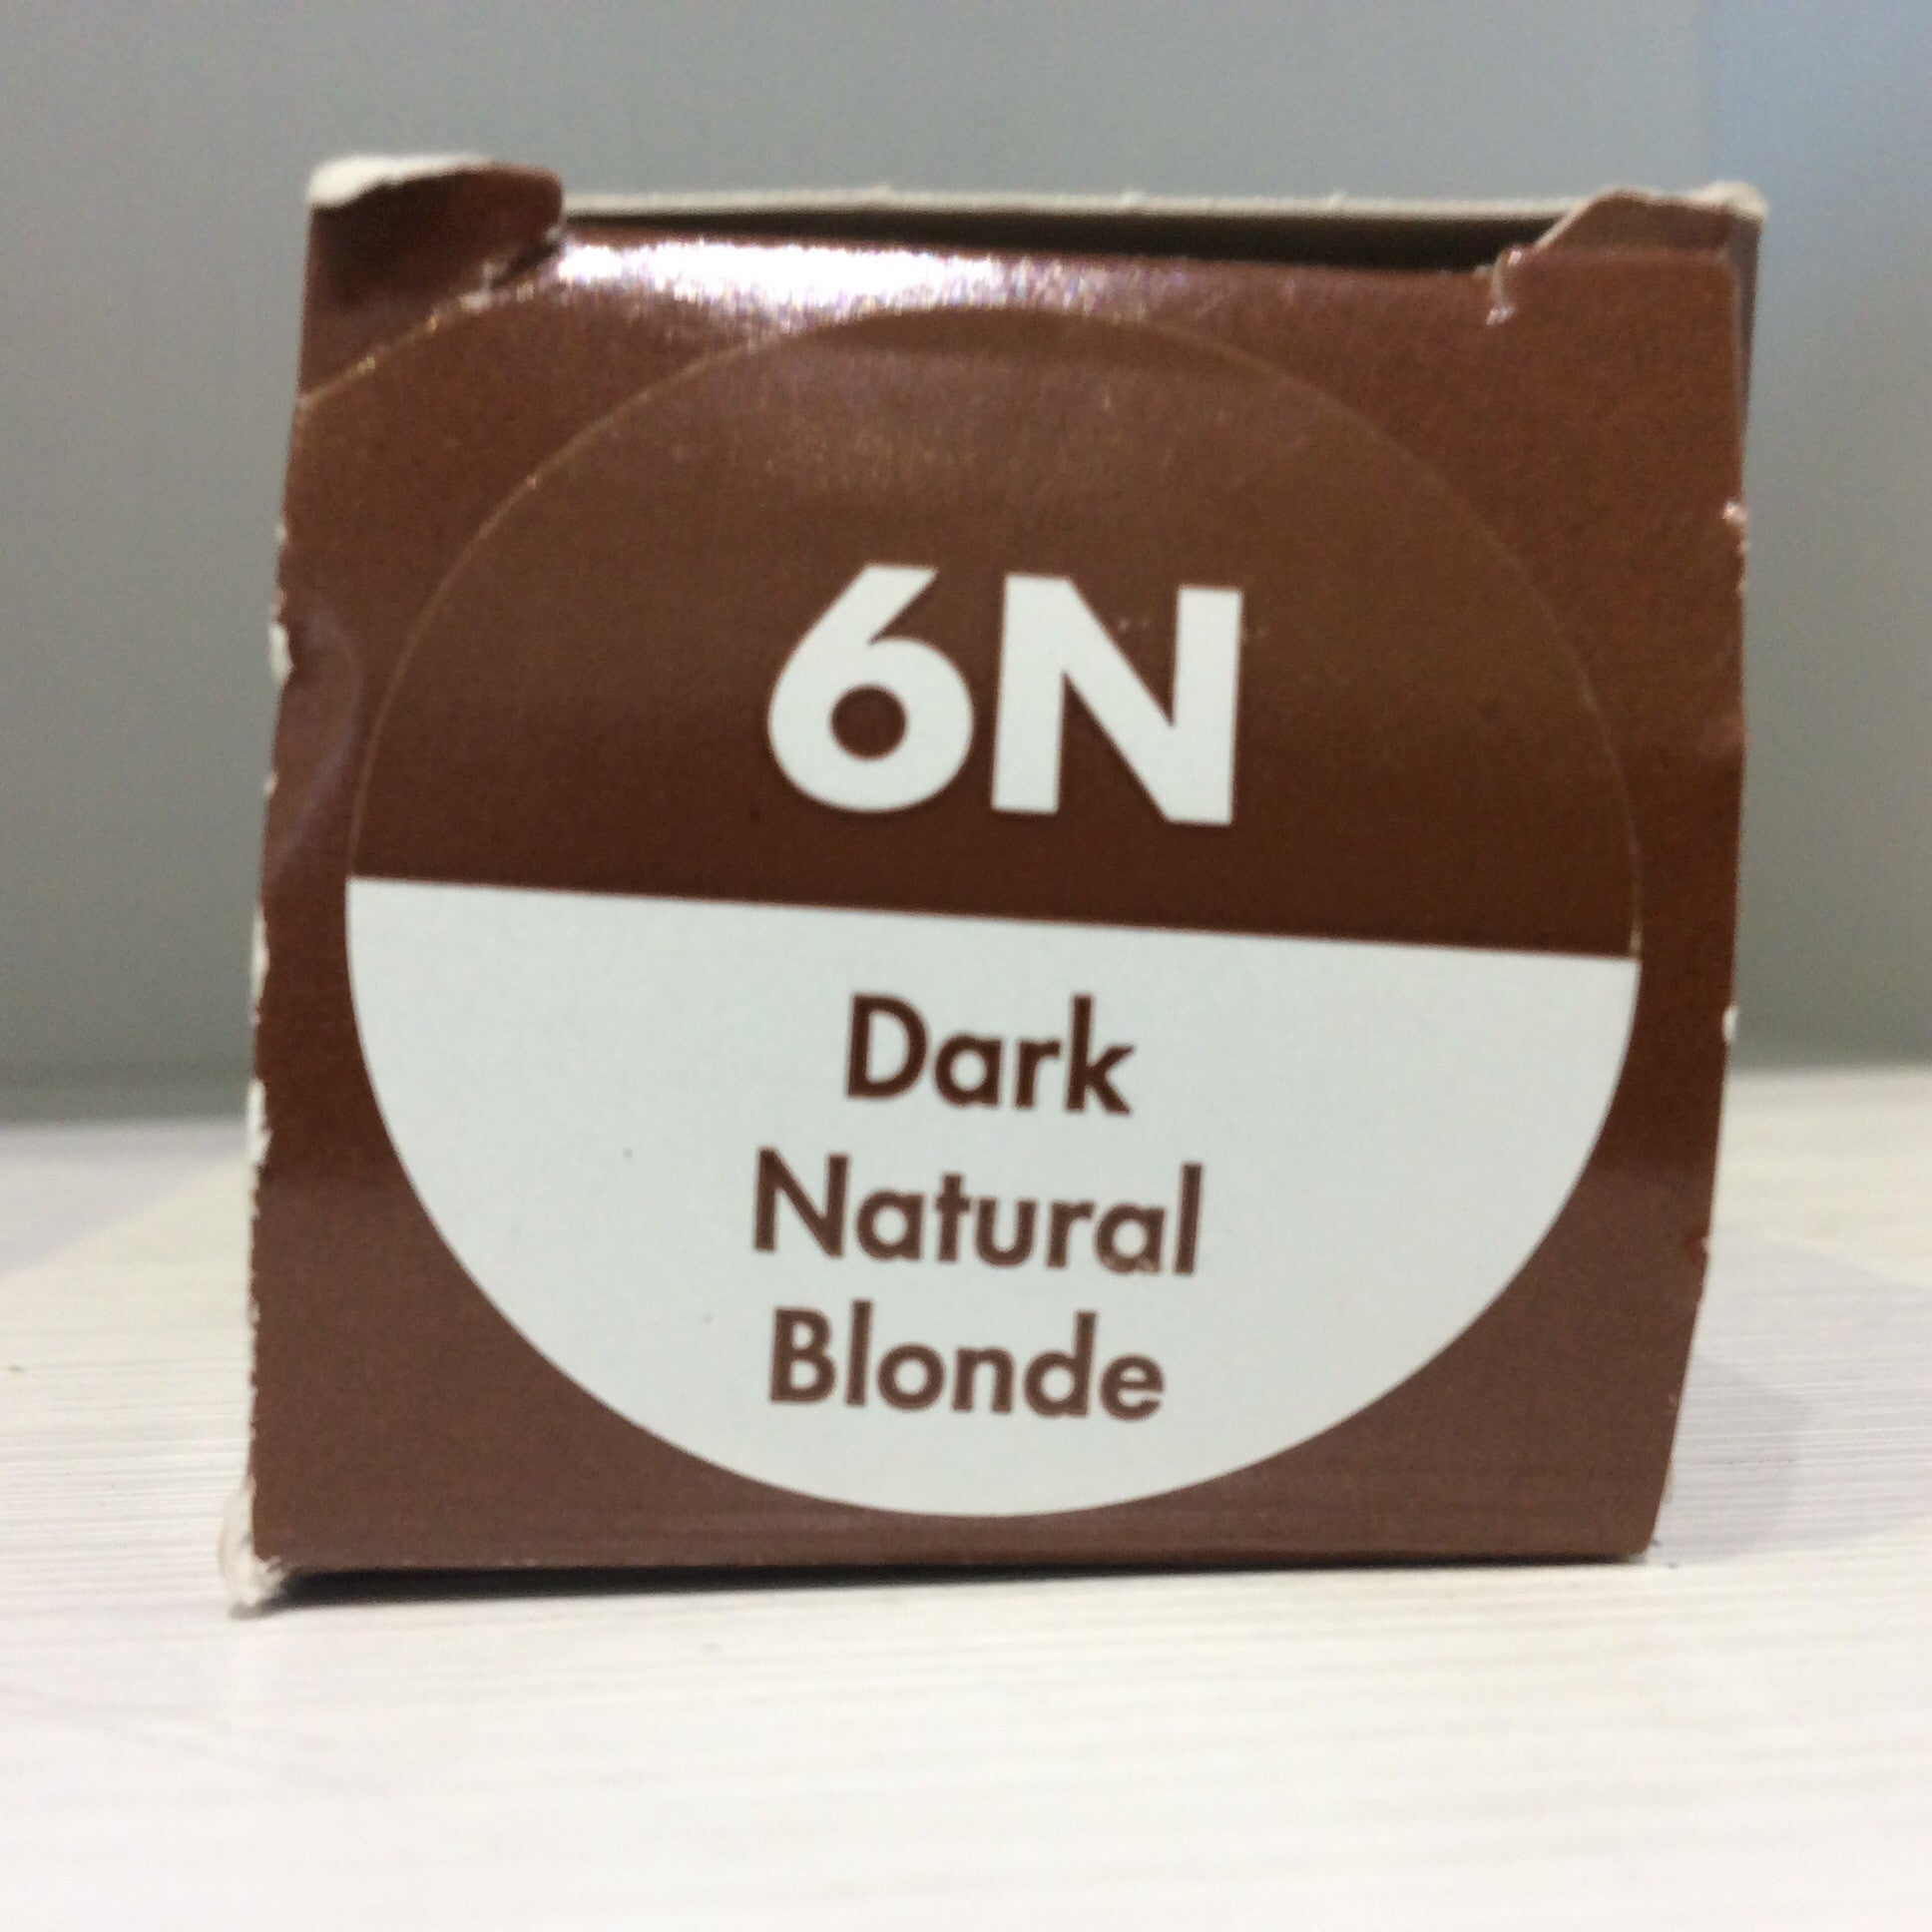 6N
Dark
Natural
Blonde